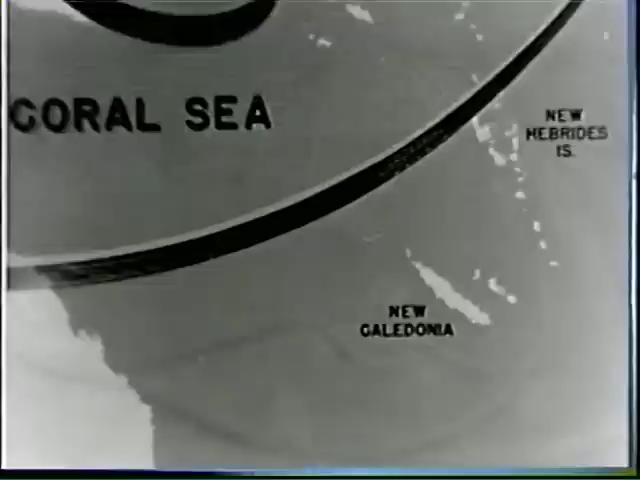 CORAL SEA
NEW
HEBRIDES
IS.
NEW
CALEDONIA